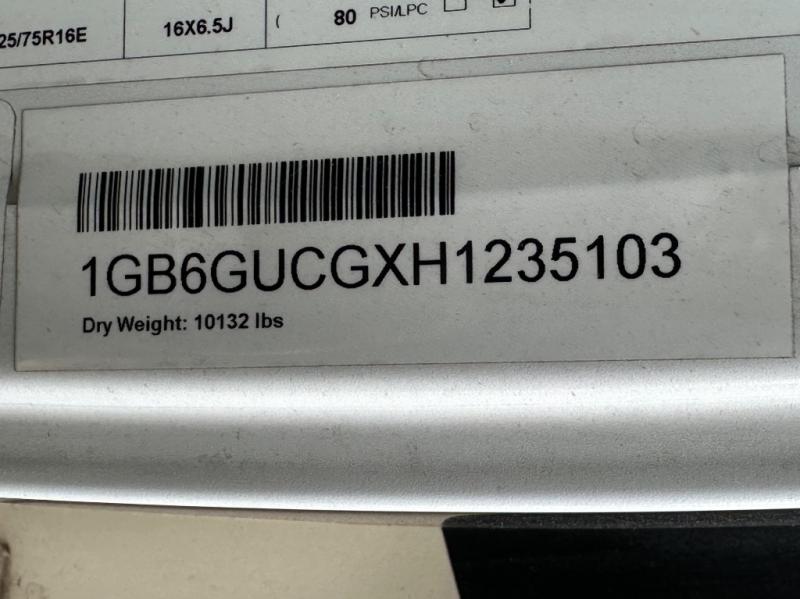 25/75R16E 16X6.5J ( 80 PSI/LPC
1GB6GUCGXH1235103
Dry Weight: 10132 lbs